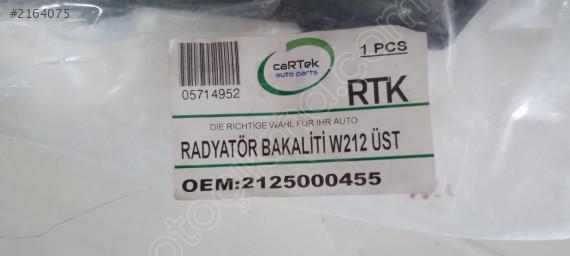 #2164075
caRTek
auto parts
1 PCS
05714952
RTK
DIE RICHTIGE WAHL FÜR IHR AUTO
RADYATÖR BAKALİTİ W212 ÜST
OEM:2125000455